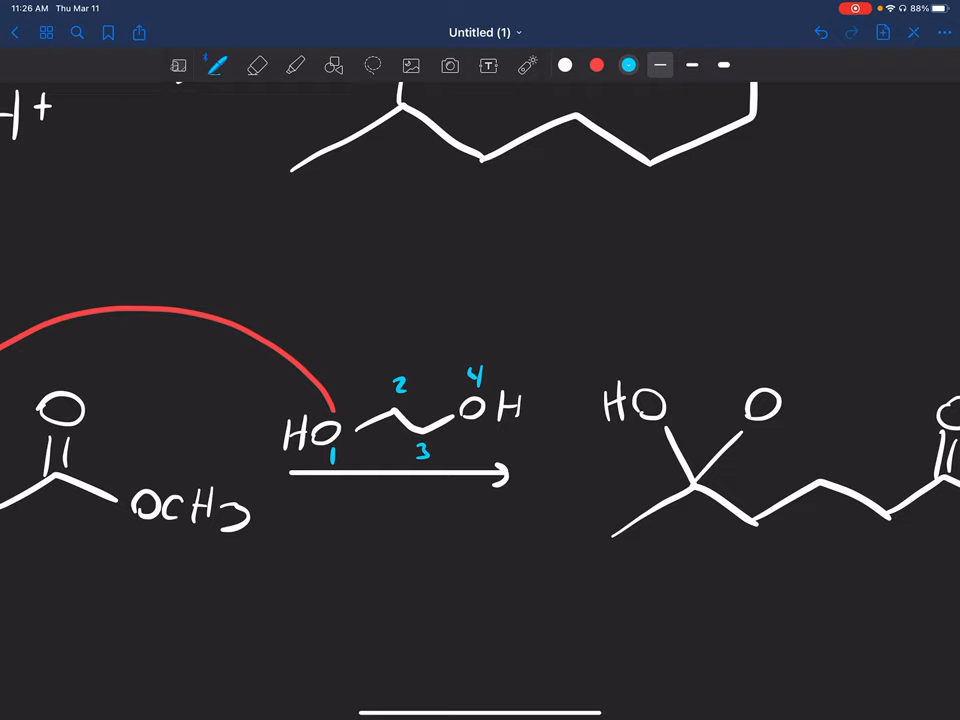 11:26 AM Thu Mar 11
88%
Untitled (1)
T
H+
O
OCH3
HO
OH
1
2
3
4
HO
O
O